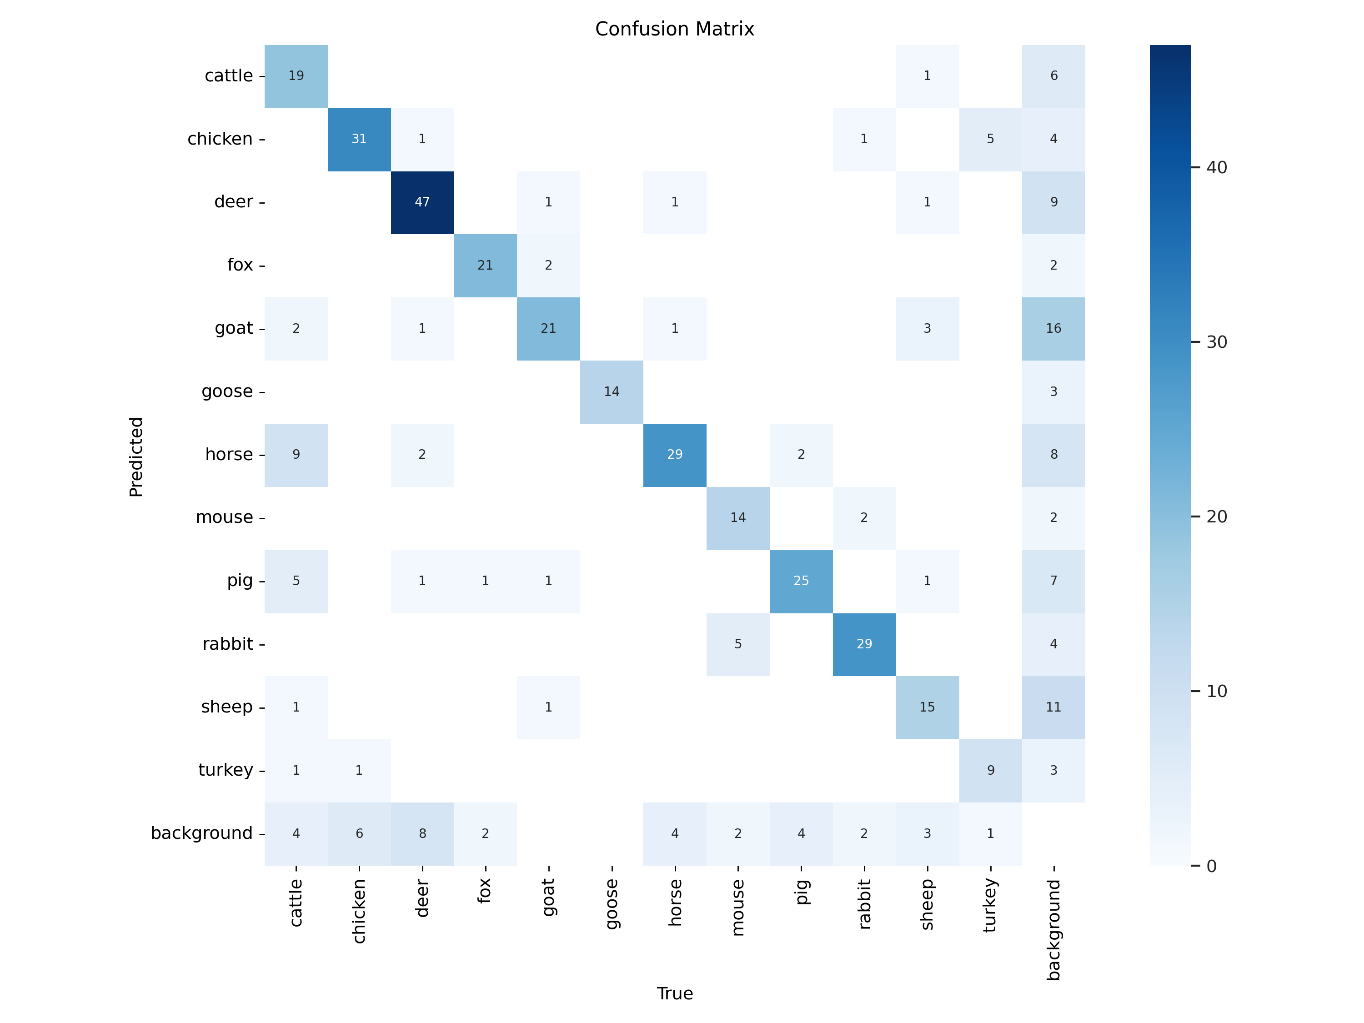 Confusion Matrix
cattle 19 1 6
chicken 31 1 1 5 4
deer 47 1 1 1 9
fox 21 2 2
goat 2 1 21 1 3 16
goose 14 3
horse 9 2 29 2 8
mouse 14 2 2
pig 5 1 1 1 25 1 7
rabbit 5 29 4
sheep 1 1 15 11
turkey 1 1 9 3
background 4 6 8 2 4 2 4 2 3 1
cattle chicken deer fox goat goose horse mouse pig rabbit sheep turkey background
True
Predicted
40
30
20
10
0